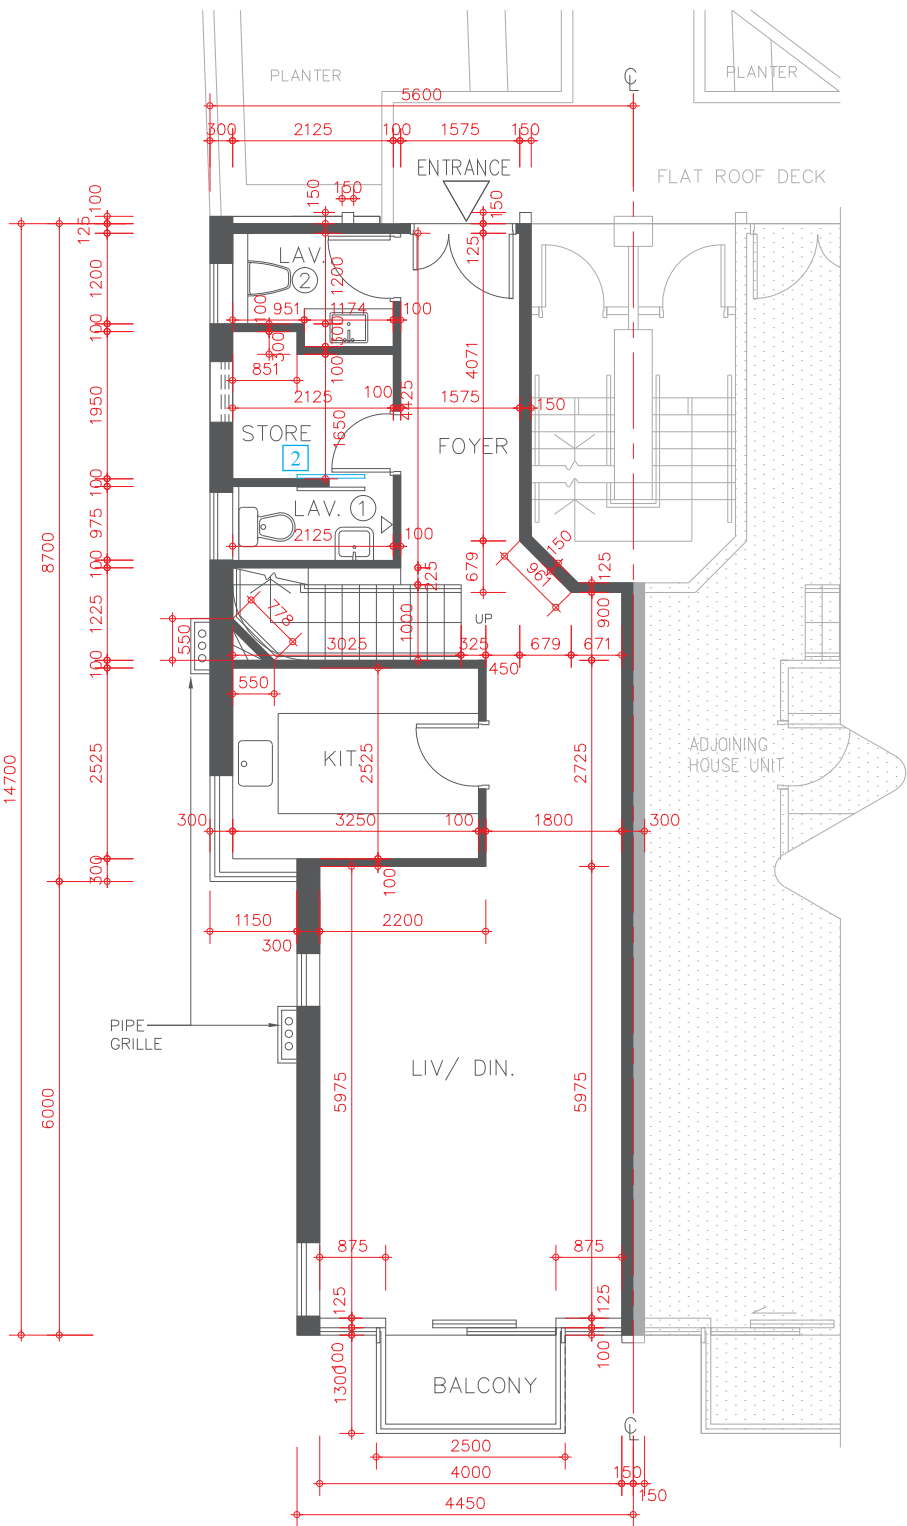 PLANTER
PLANTER
℄
5600
300 2125 100 1575 150
ENTRANCE
FLAT ROOF DECK
150
150
150
100
125
125
LAV.
2
1200
1200
100
951 1174 100
300
300
100
100
851
4071
2125 100 1575 150
4425
1950
1650
STORE
FOYER
2
100
LAV. 1
2125 100
975
8700
150
961
679
125
100
225
900
778
1225
UP
1000
550
3025 325 679 671
450
100
550
ADJOINING
HOUSE UNIT
KIT.
2525
2525
2725
14700
300 3250 100 1800 300
300
100
1150 2200
300
PIPE
GRILLE
LIV/ DIN.
5975
5975
6000
875 875
125
125
100
100
1300
BALCONY
℄
2500
4000 150
150
4450